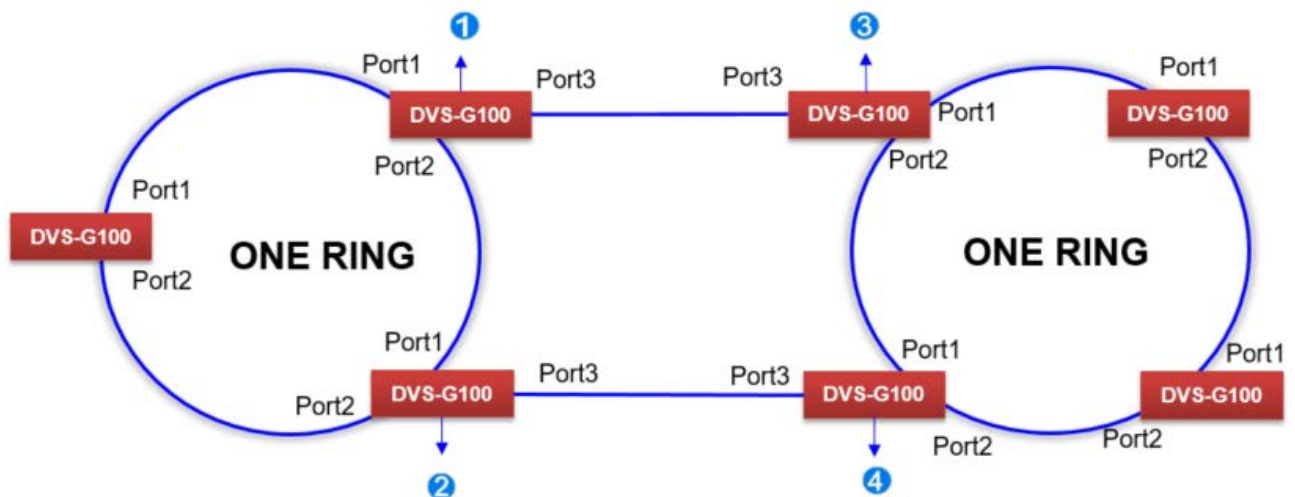 1
3
Port1
Port3
Port3
Port1
DVS-G100
DVS-G100
Port1
DVS-G100
Port2
Port2
Port2
Port1
DVS-G100
ONE RING
ONE RING
Port2
Port1
Port1
Port1
Port3
Port3
DVS-G100
DVS-G100
DVS-G100
Port2
Port2
Port2
2
4